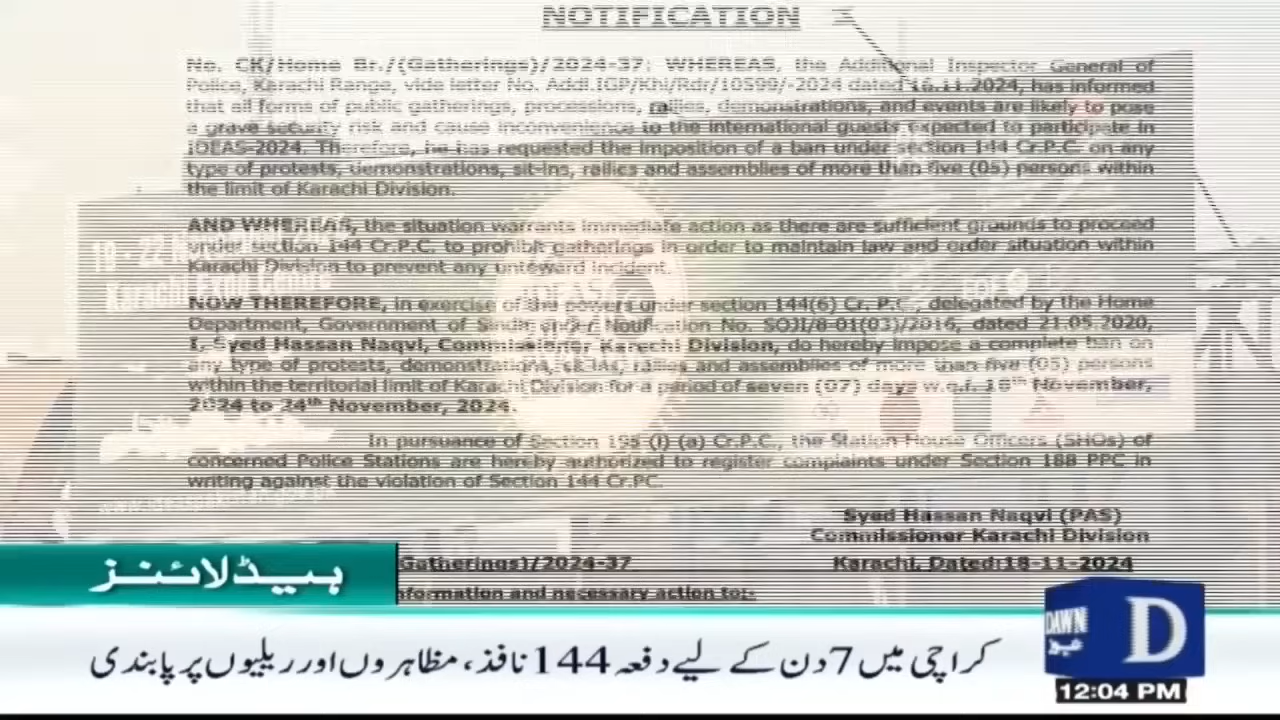 NOTIFICATION
No. CK/Home Br./(Gatherings)/2024-37: WHEREAS, the Additional Inspector General of
Police, Karachi Range, vide letter No. Addl.IGP/Khi/Rdr/10599/-2024 dated 16.11.2024, has informed
that all forms of public gatherings, processions, rallies, demonstrations, and events are likely to pose
a grave security risk and cause inconvenience to the international guests expected to participate in
IDEAS-2024. Therefore, he has requested the imposition of a ban under section 144 Cr.P.C. on any
type of protests, demonstrations, sit-ins, rallies and assemblies of more than five (05) persons within
the limit of Karachi Division.
AND WHEREAS, the situation warrants immediate action as there are sufficient grounds to proceed
under section 144 Cr.P.C. to prohibit gatherings in order to maintain law and order situation within
Karachi Division to prevent any untoward incident.
NOW THEREFORE, in exercise of the powers under section 144(6) Cr. P.C., delegated by the Home
Department, Government of Sindh under Notification No. SOJI/8-01(03)/2016, dated 21.05.2020,
I, Syed Hassan Naqvi, Commissioner Karachi Division, do hereby impose a complete ban on
any type of protests, demonstrations, rallies and assemblies of more than five (05) persons
within the territorial limit of Karachi Division for a period of seven (07) days w.e.f. 18th November,
2024 to 24th November, 2024.
In pursuance of Section 195 (i) (a) Cr.P.C., the Station House Officers (SHOs) of
concerned Police Stations are hereby authorized to register complaints under Section 188 PPC in
writing against the violation of Section 144 Cr.PC.
Syed Hassan Naqvi (PAS)
Commissioner Karachi Division
Gatherings)/2024-37
Karachi, Dated:18-11-2024
formation and necessary action to:-
ہیڈلائنز
کراچی میں 7 دن کے لیے دفعہ 144 نافذ، مظاہروں اور ریلیوں پر پابندی
DAWN
نیوز
D
12:04 PM